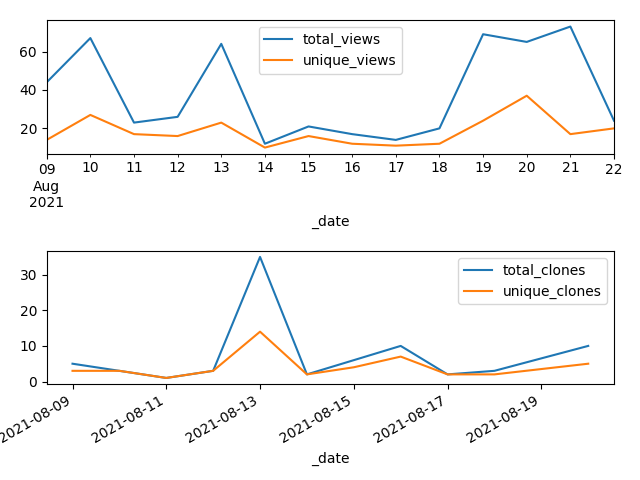 60
40
20
total_views
unique_views
09 10 11 12 13 14 15 16 17 18 19 20 21 22
Aug
2021
_date
30
20
10
0
total_clones
unique_clones
2021-08-09 2021-08-11 2021-08-13 2021-08-15 2021-08-17 2021-08-19
_date